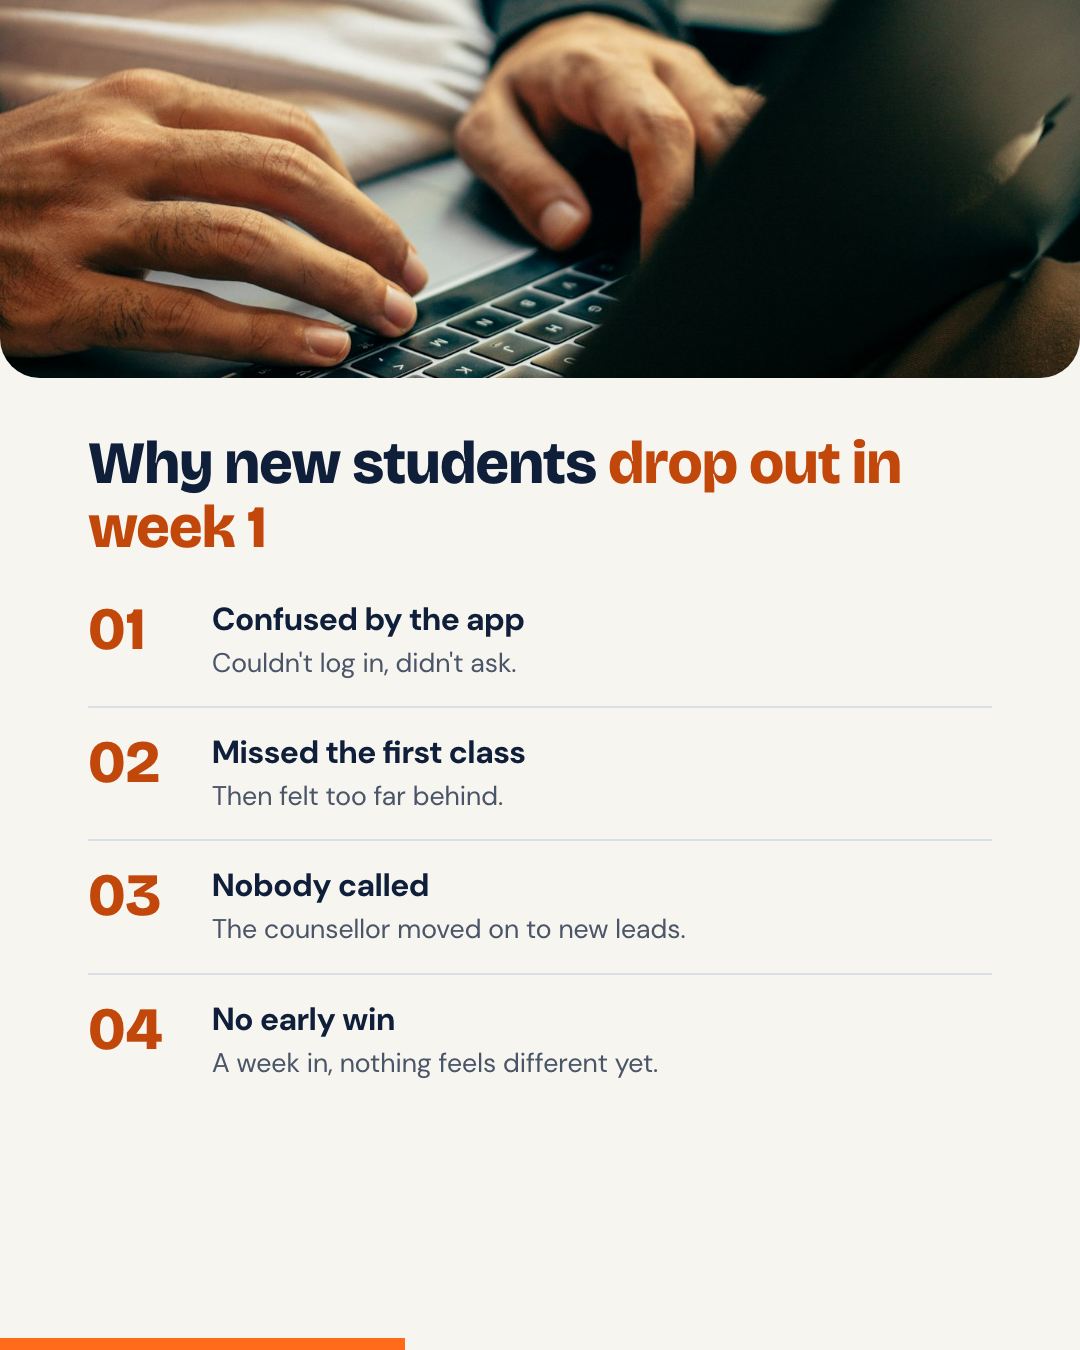 Why new students drop out in
week 1
01
Confused by the app
Couldn't log in, didn't ask.
02
Missed the first class
Then felt too far behind.
03
Nobody called
The counsellor moved on to new leads.
04
No early win
A week in, nothing feels different yet.